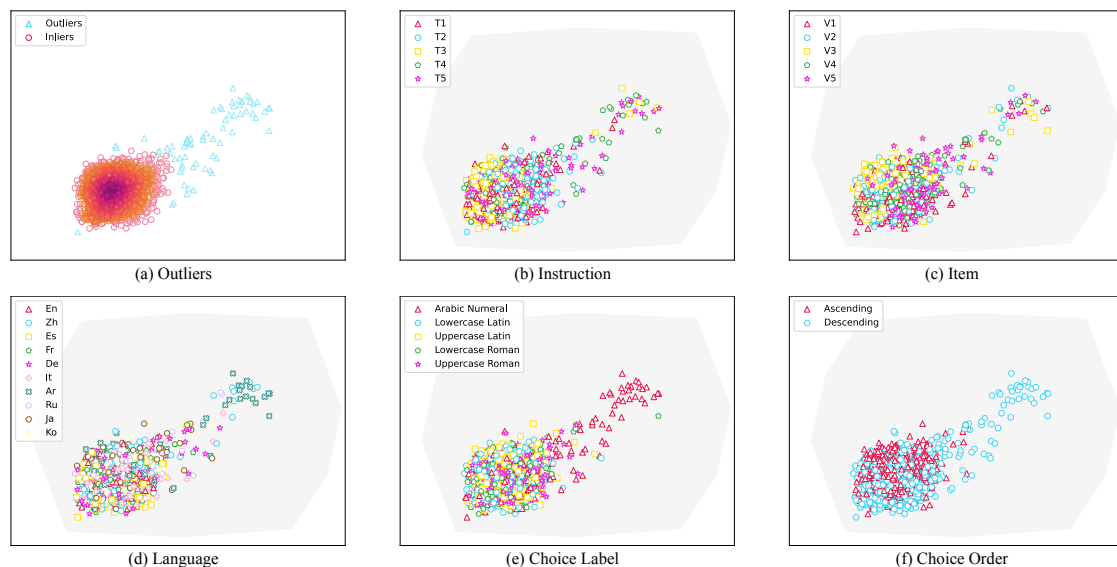 Outliers
Inliers
(a) Outliers
T1
T2
T3
T4
T5
(b) Instruction
V1
V2
V3
V4
V5
(c) Item
En
Zh
Es
Fr
De
It
Ar
Ru
Ja
Ko
(d) Language
Arabic Numeral
Lowercase Latin
Uppercase Latin
Lowercase Roman
Uppercase Roman
(e) Choice Label
Ascending
Descending
(f) Choice Order